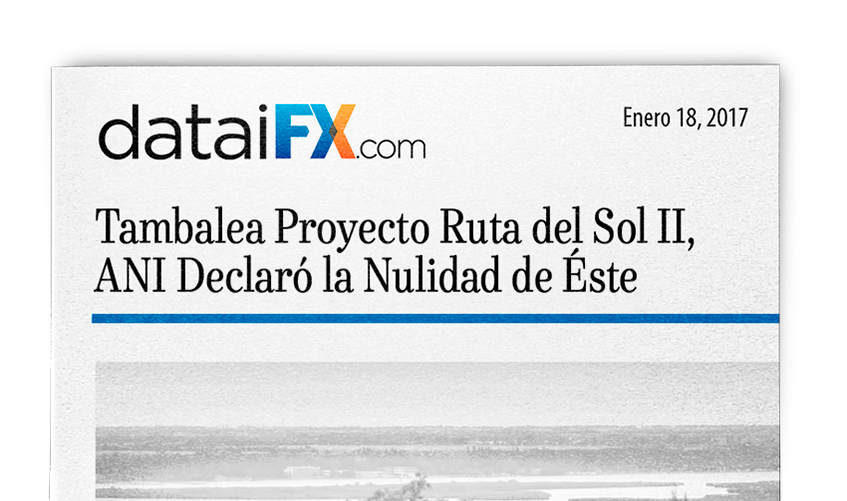 dataiFX.com
Enero 18, 2017
Tambalea Proyecto Ruta del Sol II,
ANI Declaró la Nulidad de Éste